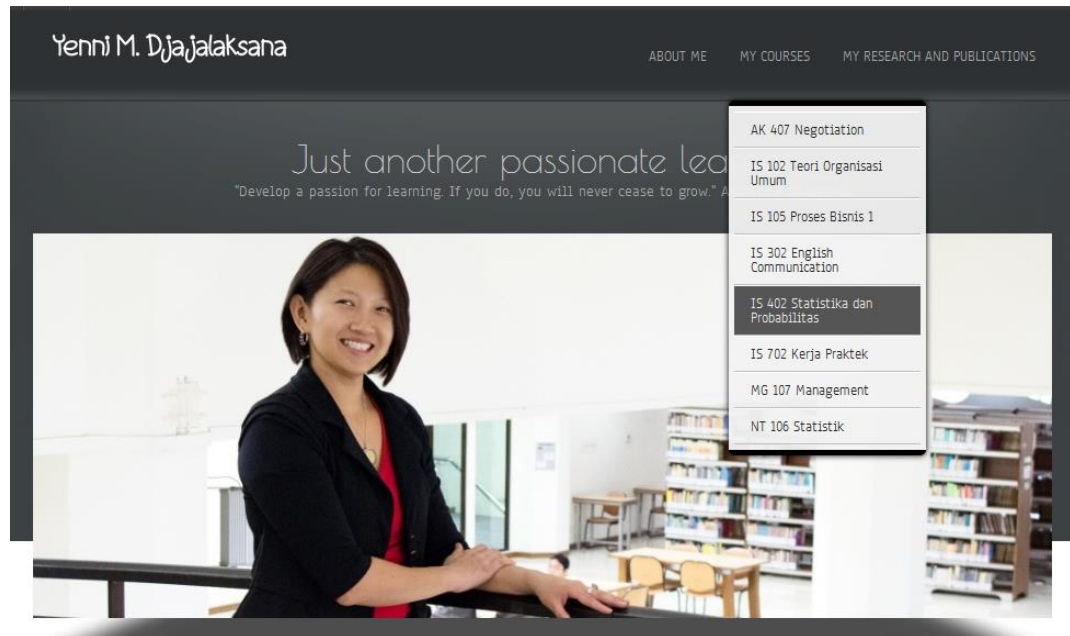 Yenni M. Djajalaksana
ABOUT ME MY COURSES MY RESEARCH AND PUBLICATIONS
Just another passionate
"Develop a passion for learning. If you do, you will never cease to grow."
AK 407 Negotiation
IS 102 Teori Organisasi
Umum
IS 105 Proses Bisnis 1
IS 302 English
Communication
IS 402 Statistika dan
Probabilitas
IS 702 Kerja Praktek
MG 107 Management
NT 106 Statistik